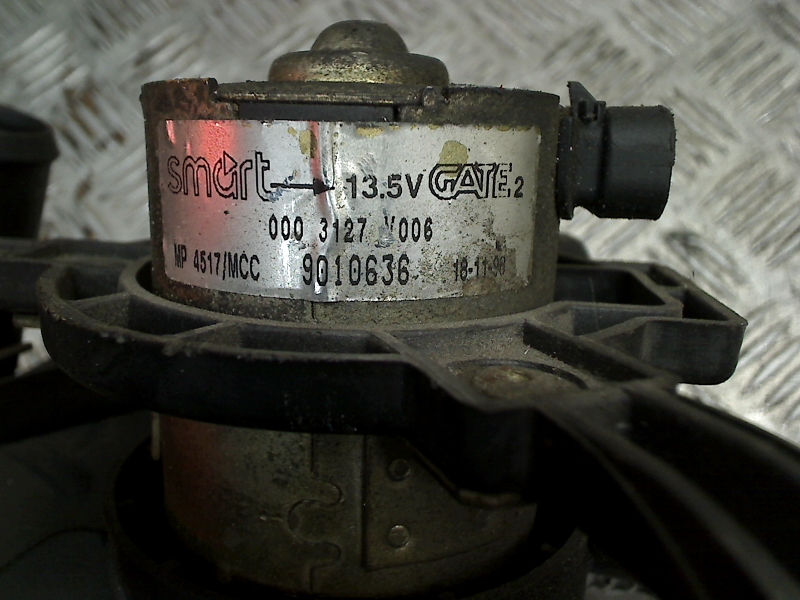 smart 13.5V GATE 2
000 3127 V006
MP 4517/MCC 9010636 18-11-98